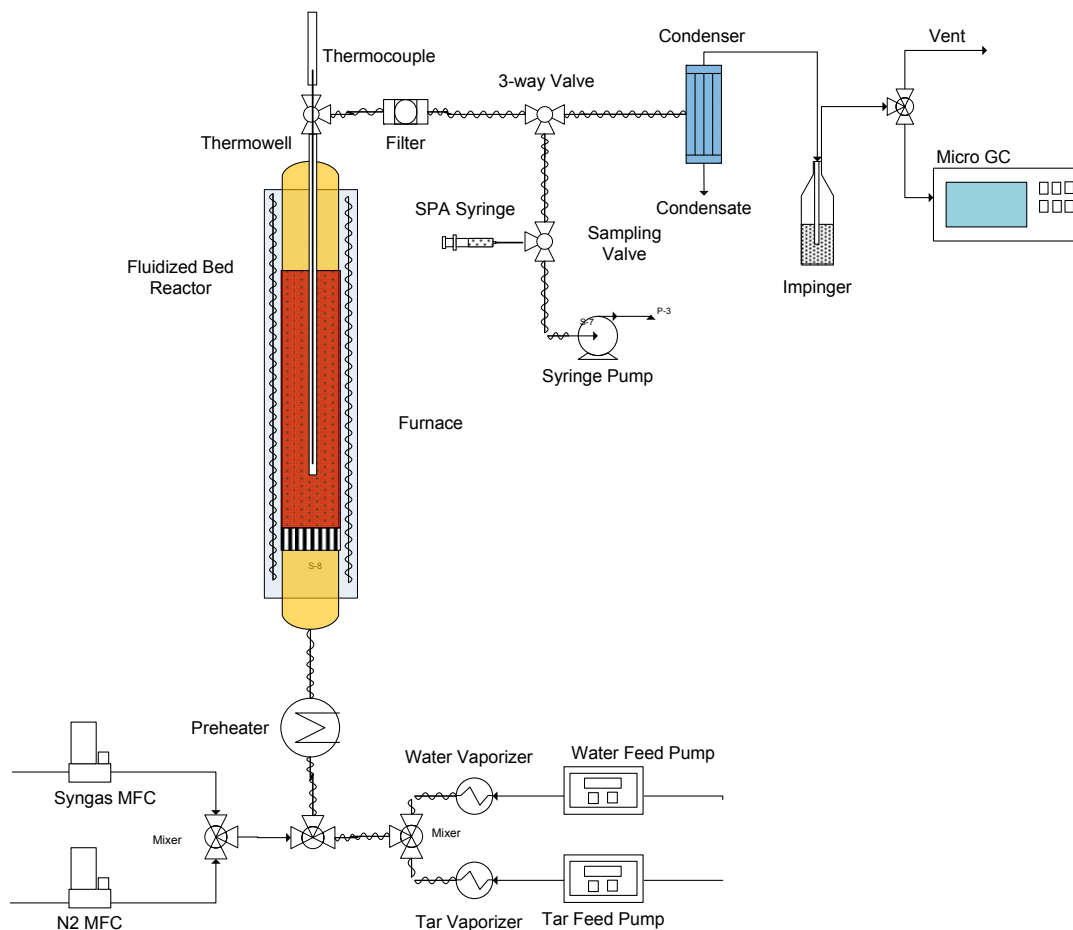 Vent
Condenser
Thermocouple
3-way Valve
Thermowell
Filter
Micro GC
SPA Syringe
Condensate
Sampling
Valve
Fluidized Bed
Reactor
Impinger
P-3
S-7
Syringe Pump
Furnace
S-8
Preheater
Water Vaporizer
Water Feed Pump
Syngas MFC
Mixer
Mixer
N2 MFC
Tar Vaporizer
Tar Feed Pump